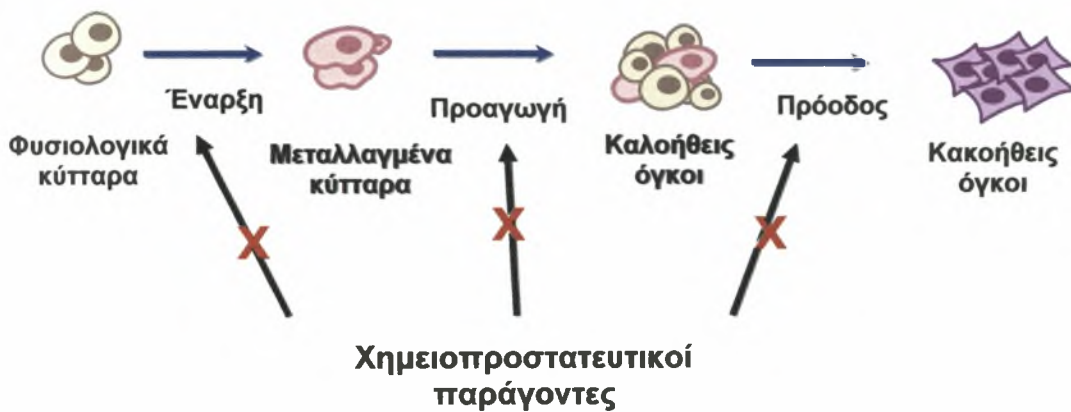 Έναρξη
Προαγωγή
Πρόοδος
Φυσιολογικά
κύτταρα
Μεταλλαγμένα
κύτταρα
Καλοήθεις
όγκοι
Κακοήθεις
όγκοι
X
X
X
Χημειοπροστατευτικοί
παράγοντες